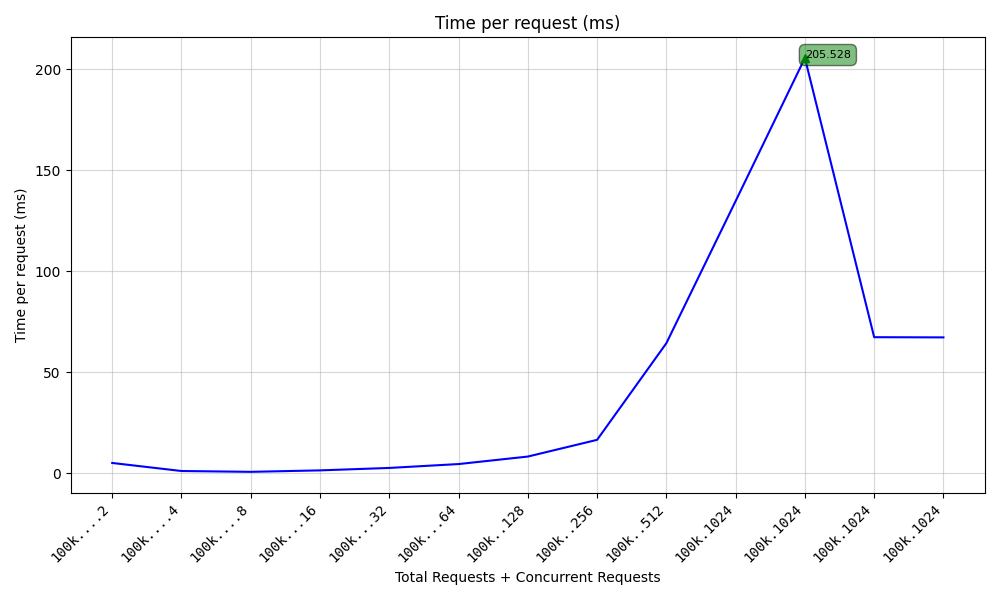 Time per request (ms)
205.528
Time per request (ms)
200
150
100
50
0
100k....2
100k....4
100k....8
100k...16
100k...32
100k...64
100k..128
100k..256
100k..512
100k.1024
100k.1024
100k.1024
100k.1024
Total Requests + Concurrent Requests